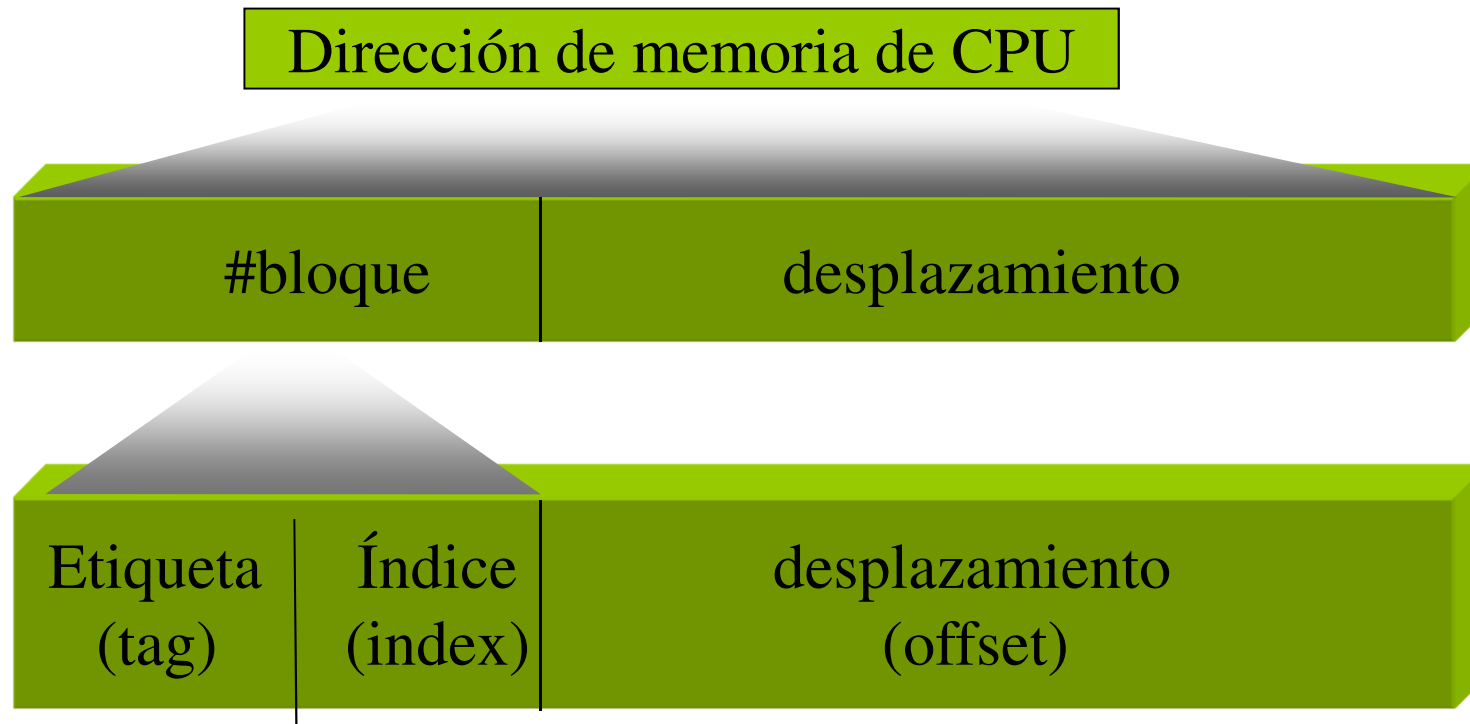 Dirección de memoria de CPU
#bloque desplazamiento
Etiqueta Índice desplazamiento
(tag) (index) (offset)